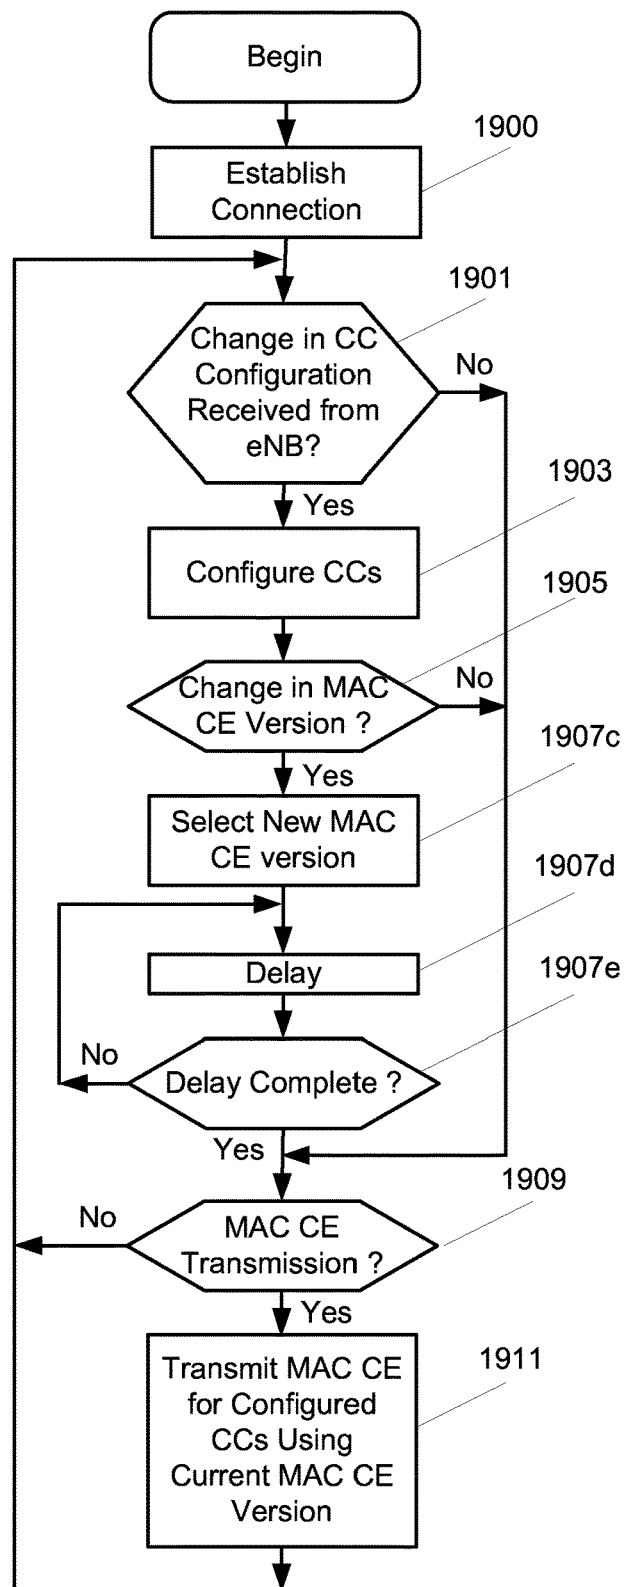 Begin
1900
Establish
Connection
1901
Change in CC
Configuration
Received from
eNB?
No
Yes
1903
Configure CCs
1905
Change in MAC
CE Version ?
No
Yes
1907c
Select New MAC
CE version
1907d
Delay
1907e
No
Delay Complete ?
Yes
1909
No
MAC CE
Transmission ?
Yes
1911
Transmit MAC CE
for Configured
CCs Using
Current MAC CE
Version